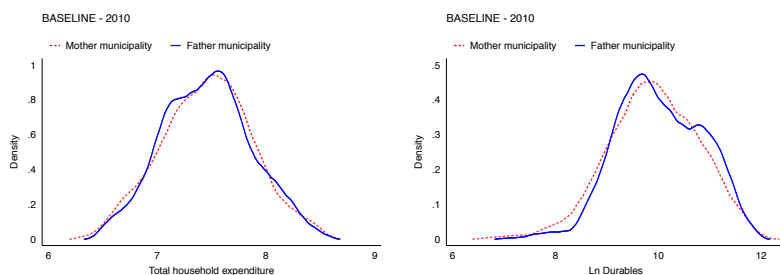 BASELINE - 2010
Mother municipality Father municipality
1
.8
.6
.4
.2
0
Density
6 7 8 9
Total household expenditure
BASELINE - 2010
Mother municipality Father municipality
.5
.4
.3
.2
.1
0
Density
6 8 10 12
Ln Durables